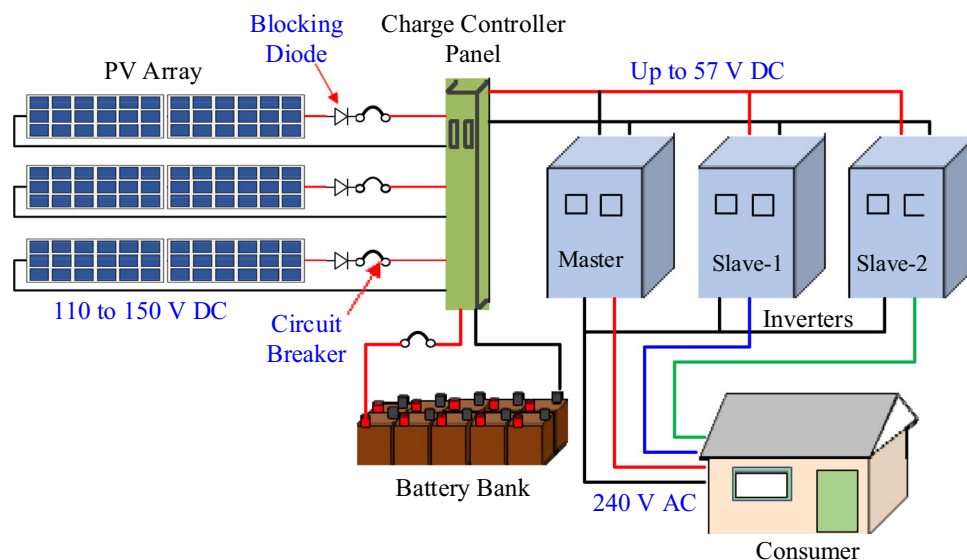 Blocking
Diode
Charge Controller
Panel
PV Array
Up to 57 V DC
Master
Slave-1
Slave-2
110 to 150 V DC
Circuit
Breaker
Inverters
Battery Bank
240 V AC
Consumer